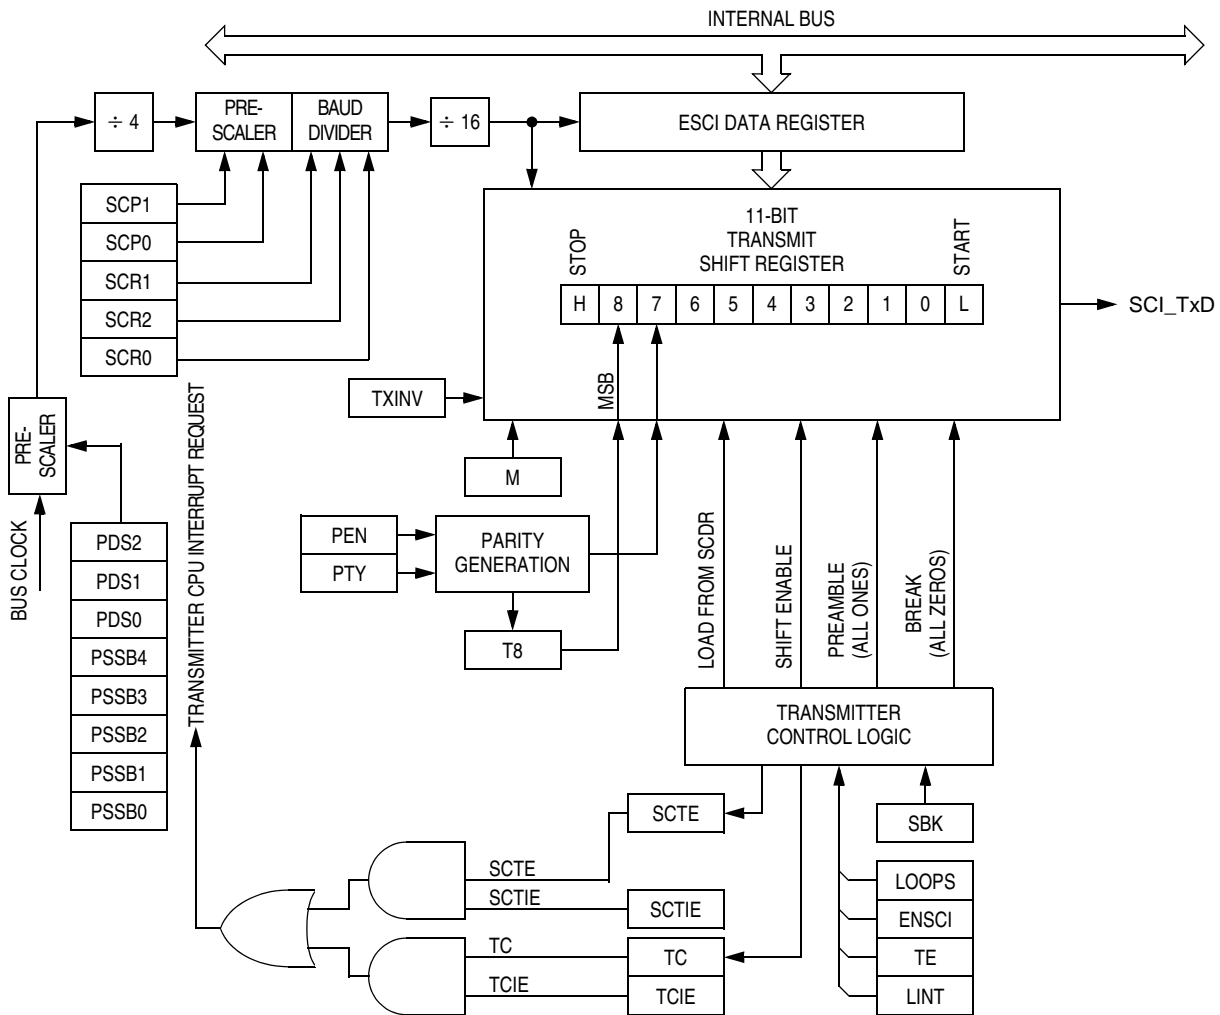 INTERNAL BUS
÷ 4
PRE-
SCALER
BAUD
DIVIDER
÷ 16
ESCI DATA REGISTER
SCP1
SCP0
SCR1
SCR2
SCR0
11-BIT
TRANSMIT
SHIFT REGISTER
STOP
START
H 8 7 6 5 4 3 2 1 0 L
SCI_TxD
MSB
TXINV
M
PRE-
SCALER
BUS CLOCK
TRANSMITTER CPU INTERRUPT REQUEST
PDS2
PDS1
PDS0
PSSB4
PSSB3
PSSB2
PSSB1
PSSB0
PEN
PTY
PARITY
GENERATION
T8
LOAD FROM SCDR
SHIFT ENABLE
PREAMBLE
(ALL ONES)
BREAK
(ALL ZEROS)
TRANSMITTER
CONTROL LOGIC
SCTE
SBK
SCTE
SCTIE
SCTIE
TC
TC
TCIE
TCIE
LOOPS
ENSCI
TE
LINT